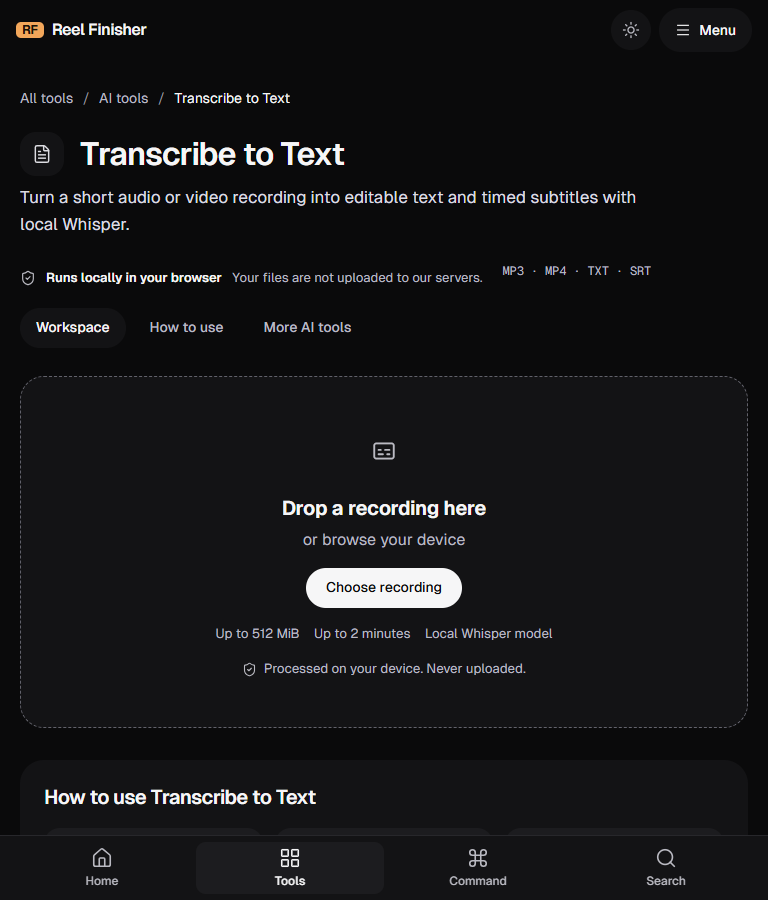 RF Reel Finisher
Menu
All tools / AI tools / Transcribe to Text
Transcribe to Text
Turn a short audio or video recording into editable text and timed subtitles with
local Whisper.
Runs locally in your browser Your files are not uploaded to our servers. MP3 · MP4 · TXT · SRT
Workspace How to use More AI tools
Drop a recording here
or browse your device
Choose recording
Up to 512 MiB Up to 2 minutes Local Whisper model
Processed on your device. Never uploaded.
How to use Transcribe to Text
Home Tools Command Search